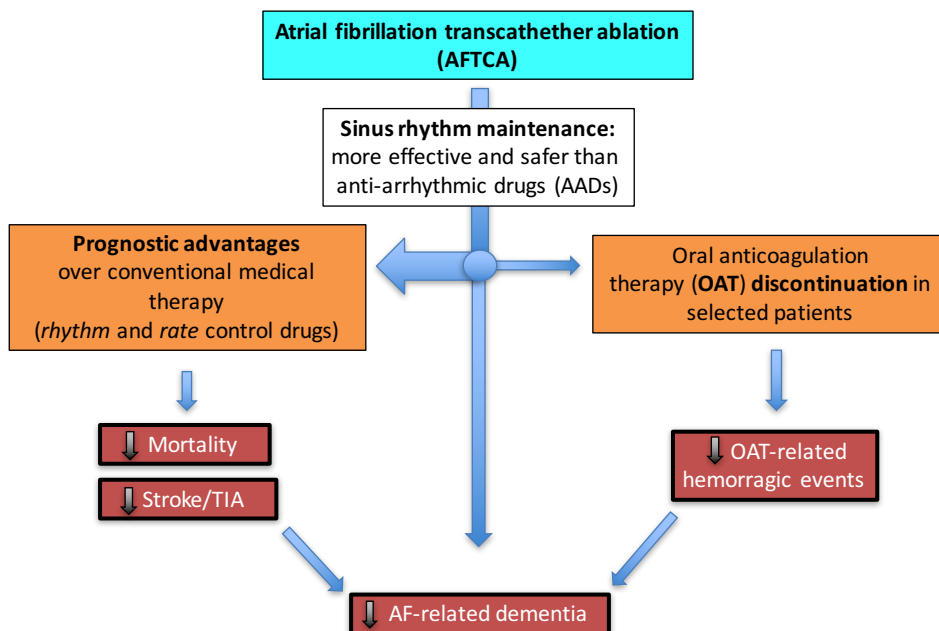 Atrial fibrillation transcathether ablation
(AFTCA)
Sinus rhythm maintenance:
more effective and safer than
anti-arrhythmic drugs (AADs)
Prognostic advantages
over conventional medical
therapy
(rhythm and rate control drugs)
Oral anticoagulation
therapy (OAT) discontinuation in
selected patients
Mortality
Stroke/TIA
OAT-related
hemorragic events
AF-related dementia